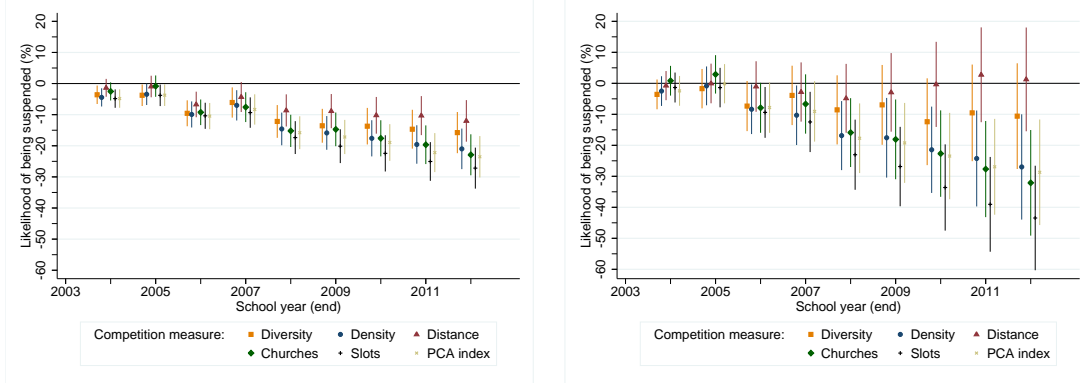 Likelihood of being suspended (%)
20
10
0
-10
-20
-30
-40
-50
-60
2003 2005 2007 2009 2011
School year (end)
Competition measure: Diversity Density Distance
Churches Slots PCA index
Likelihood of being suspended (%)
20
10
0
-10
-20
-30
-40
-50
-60
2003 2005 2007 2009 2011
School year (end)
Competition measure: Diversity Density Distance
Churches Slots PCA index